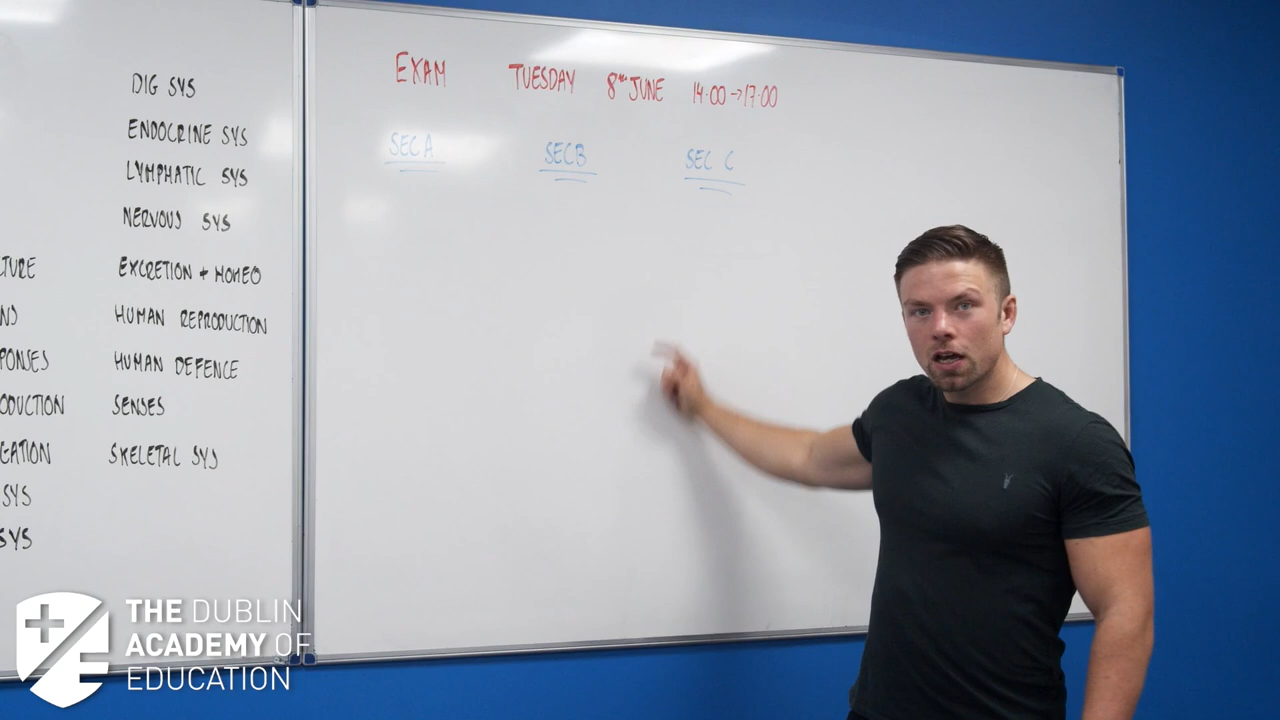 DIG SYS
ENDOCRINE SYS
LYMPHATIC SYS
NERVOUS SYS
TURE EXCRETION + HOMEO
HUMAN REPRODUCTION
PONSES HUMAN DEFENCE
ODUCTION SENSES
GATION SKELETAL SYS
SYS
SYS
EXAM TUESDAY 8TH JUNE 14:00 → 17:00
SEC A SEC B SEC C
THE DUBLIN
ACADEMY OF
EDUCATION